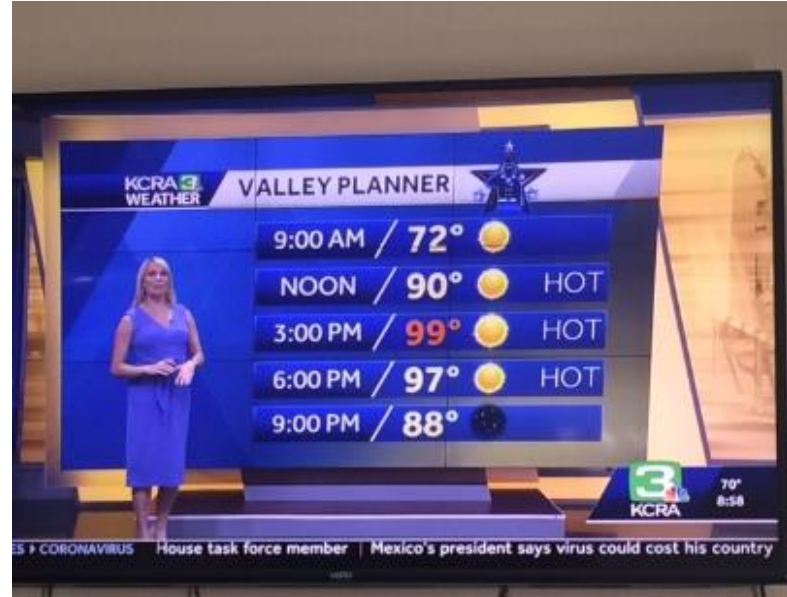 KCRA 3
WEATHER
VALLEY PLANNER
9:00 AM / 72°
NOON / 90° HOT
3:00 PM / 99° HOT
6:00 PM / 97° HOT
9:00 PM / 88°
3
KCRA
70°
8:58
ES ▸ CORONAVIRUS House task force member | Mexico's president says virus could cost his country
VIZIO